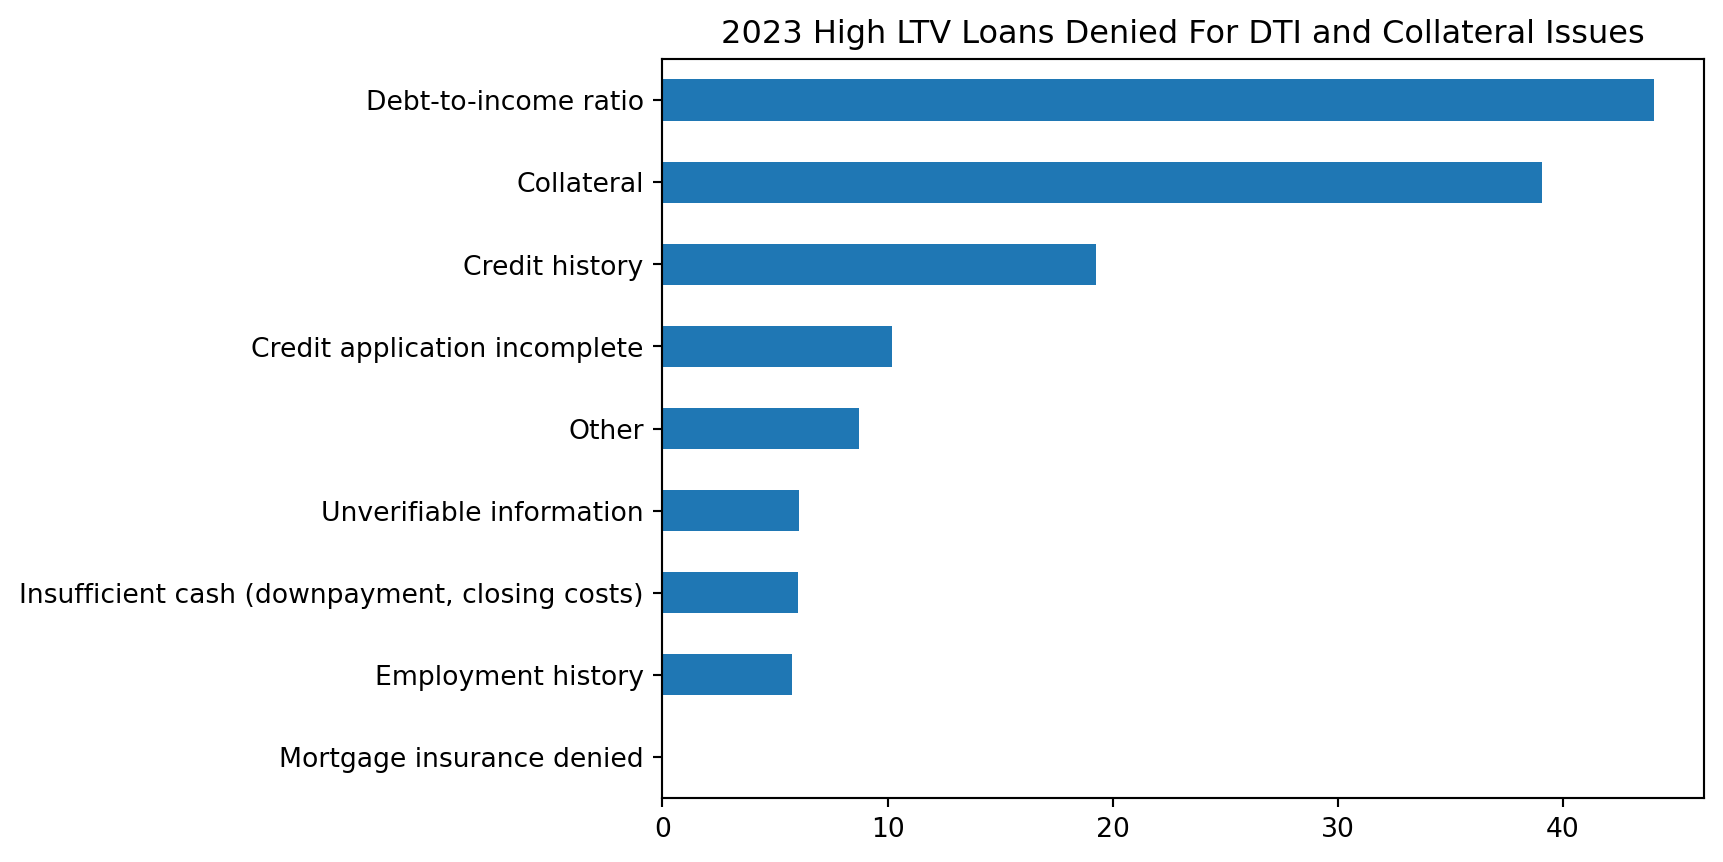 2023 High LTV Loans Denied For DTI and Collateral Issues
Debt-to-income ratio
Collateral
Credit history
Credit application incomplete
Other
Unverifiable information
Insufficient cash (downpayment, closing costs)
Employment history
Mortgage insurance denied
0 10 20 30 40